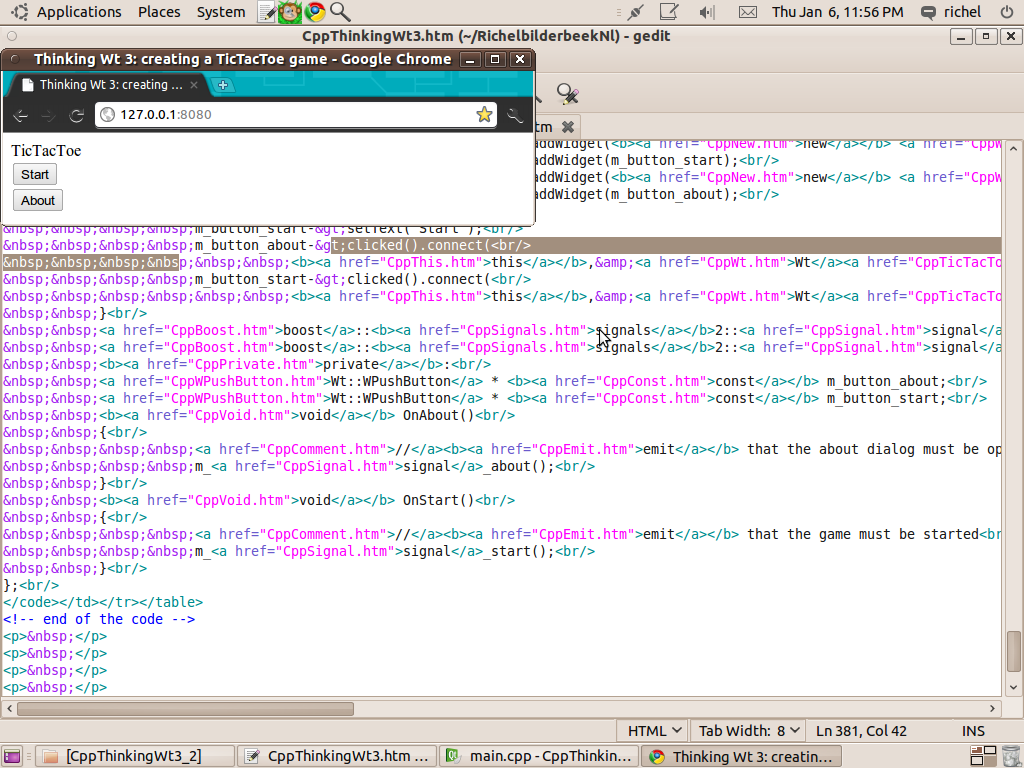 Applications Places System Thu Jan 6, 11:56 PM richel
CppThinkingWt3.htm (~/RichelbilderbeekNl) - gedit
Thinking Wt 3: creating a TicTacToe game - Google Chrome
Thinking Wt 3: creating ...
127.0.0.1:8080
TicTacToe
Start
About
tm
addWidget(<b><a href="CppNew.htm">new</a></b> <a href="CppW
addWidget(m_button_start);<br/>
addWidget(<b><a href="CppNew.htm">new</a></b> <a href="CppW
addWidget(m_button_about);<br/>
&nbsp;&nbsp;&nbsp;&nbsp;m_button_start-&gt;setText("Start");<br/>
&nbsp;&nbsp;&nbsp;&nbsp;m_button_about-&gt;clicked().connect(<br/>
&nbsp;&nbsp;&nbsp;&nbsp;&nbsp;&nbsp;<b><a href="CppThis.htm">this</a></b>,&amp;<a href="CppWt.htm">Wt</a><a href="CppTicTacTo
&nbsp;&nbsp;&nbsp;&nbsp;m_button_start-&gt;clicked().connect(<br/>
&nbsp;&nbsp;&nbsp;&nbsp;&nbsp;&nbsp;<b><a href="CppThis.htm">this</a></b>,&amp;<a href="CppWt.htm">Wt</a><a href="CppTicTacTo
&nbsp;&nbsp;}<br/>
&nbsp;&nbsp;<a href="CppBoost.htm">boost</a>::<b><a href="CppSignals.htm">signals</a></b>2::<a href="CppSignal.htm">signal</a
&nbsp;&nbsp;<a href="CppBoost.htm">boost</a>::<b><a href="CppSignals.htm">signals</a></b>2::<a href="CppSignal.htm">signal</a
&nbsp;&nbsp;<b><a href="CppPrivate.htm">private</a></b>:<br/>
&nbsp;&nbsp;<a href="CppWPushButton.htm">Wt::WPushButton</a> * <b><a href="CppConst.htm">const</a></b> m_button_about;<br/>
&nbsp;&nbsp;<a href="CppWPushButton.htm">Wt::WPushButton</a> * <b><a href="CppConst.htm">const</a></b> m_button_start;<br/>
&nbsp;&nbsp;<b><a href="CppVoid.htm">void</a></b> OnAbout()<br/>
&nbsp;&nbsp;{<br/>
&nbsp;&nbsp;&nbsp;&nbsp;<a href="CppComment.htm">//</a><b><a href="CppEmit.htm">emit</a></b> that the about dialog must be op
&nbsp;&nbsp;&nbsp;&nbsp;m_<a href="CppSignal.htm">signal</a>_about();<br/>
&nbsp;&nbsp;}<br/>
&nbsp;&nbsp;<b><a href="CppVoid.htm">void</a></b> OnStart()<br/>
&nbsp;&nbsp;{<br/>
&nbsp;&nbsp;&nbsp;&nbsp;<a href="CppComment.htm">//</a><b><a href="CppEmit.htm">emit</a></b> that the game must be started<br
&nbsp;&nbsp;&nbsp;&nbsp;m_<a href="CppSignal.htm">signal</a>_start();<br/>
&nbsp;&nbsp;}<br/>
};<br/>
</code></td></tr></table>
<!-- end of the code -->
<p>&nbsp;</p>
<p>&nbsp;</p>
<p>&nbsp;</p>
<p>&nbsp;</p>
HTML Tab Width: 8 Ln 381, Col 42 INS
[CppThinkingWt3_2] CppThinkingWt3.htm ... main.cpp - CppThinkin... Thinking Wt 3: creatin...